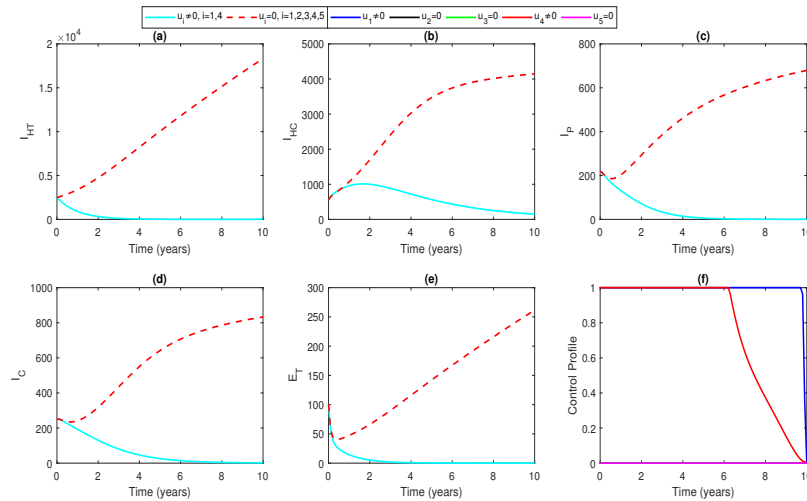 u_i≠0, i=1,4 u_i=0, i=1,2,3,4,5 u_1≠0 u_2=0 u_3=0 u_4≠0 u_5=0
(a) (b) (c)
2 ×10^4
1.5
1
0.5
0
I_HT
0 2 4 6 8 10
Time (years)
5000
4000
3000
2000
1000
0
I_HC
0 2 4 6 8 10
Time (years)
800
600
400
200
0
I_P
0 2 4 6 8 10
Time (years)
(d) (e) (f)
1000
800
600
400
200
0
I_C
0 2 4 6 8 10
Time (years)
300
250
200
150
100
50
0
E_T
0 2 4 6 8 10
Time (years)
1
0.8
0.6
0.4
0.2
0
Control Profile
0 2 4 6 8 10
Time (years)